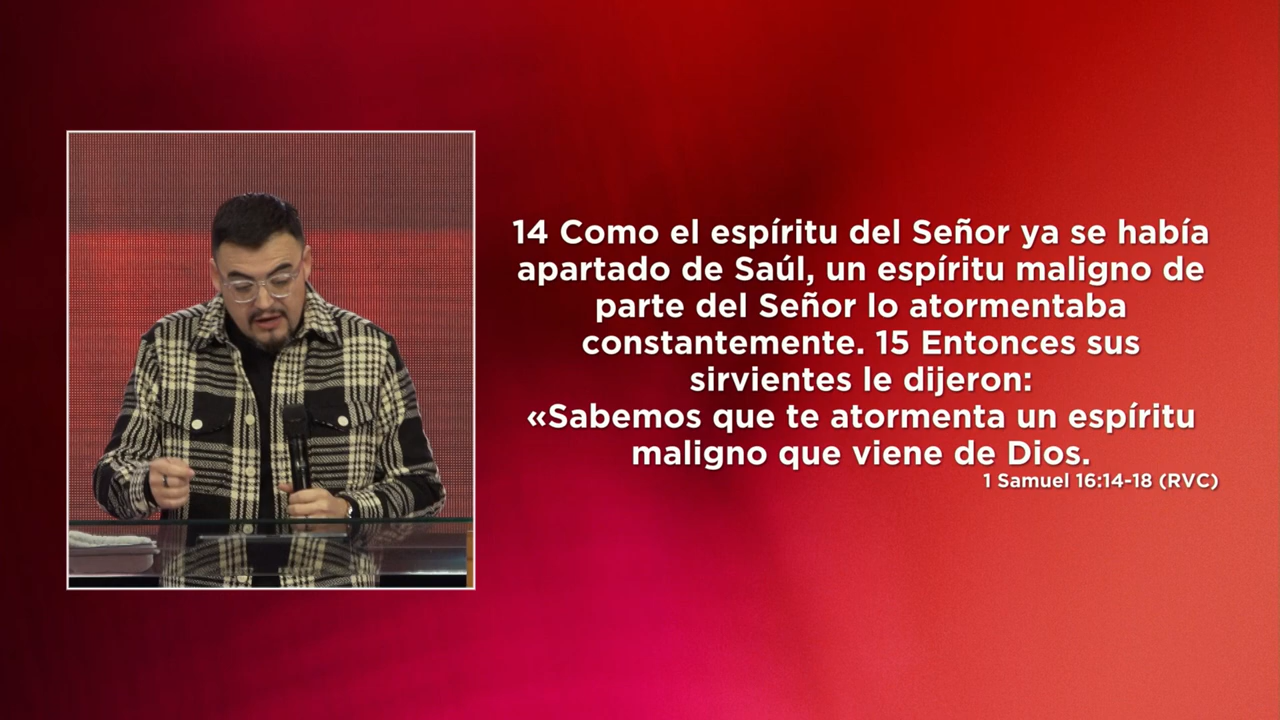 14 Como el espíritu del Señor ya se había
apartado de Saúl, un espíritu maligno de
parte del Señor lo atormentaba
constantemente. 15 Entonces sus
sirvientes le dijeron:
«Sabemos que te atormenta un espíritu
maligno que viene de Dios.
1 Samuel 16:14-18 (RVC)